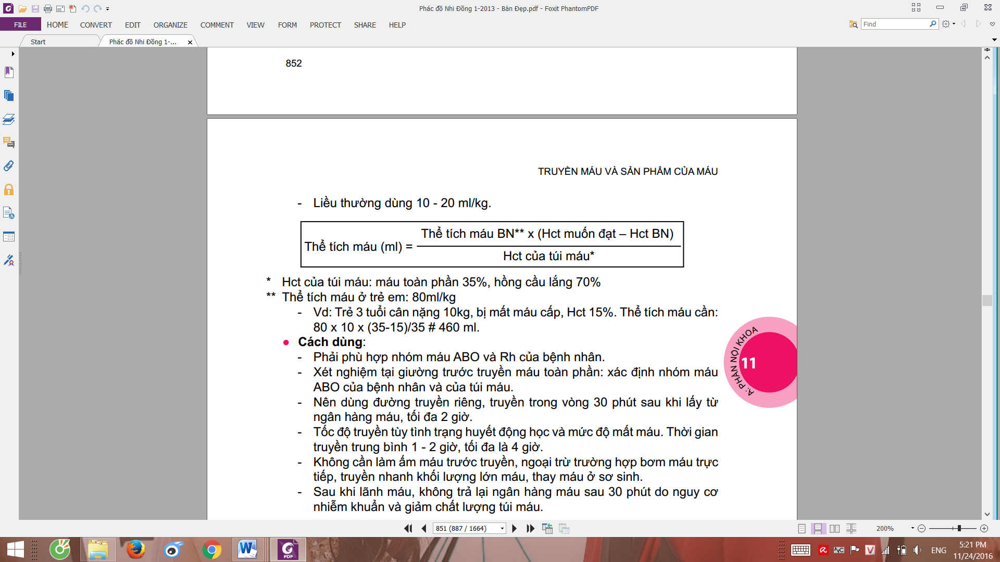 Phác đồ Nhi Đồng 1-2013 - Bản Đẹp.pdf - Foxit PhantomPDF
FILE HOME CONVERT EDIT ORGANIZE COMMENT VIEW FORM PROTECT SHARE HELP
Find
Start
Phác đồ Nhi Đồng 1-...
852
TRUYỀN MÁU VÀ SẢN PHẨM CỦA MÁU
- Liều thường dùng 10 - 20 ml/kg.
Thể tích máu BN** x (Hct muốn đạt – Hct BN)
Thể tích máu (ml) =
Hct của túi máu*
* Hct của túi máu: máu toàn phần 35%, hồng cầu lắng 70%
** Thể tích máu ở trẻ em: 80ml/kg
- Vd: Trẻ 3 tuổi cân nặng 10kg, bị mất máu cấp, Hct 15%. Thể tích máu cần:
80 x 10 x (35-15)/35 # 460 ml.
● Cách dùng:
- Phải phù hợp nhóm máu ABO và Rh của bệnh nhân.
- Xét nghiệm tại giường trước truyền máu toàn phần: xác định nhóm máu
ABO của bệnh nhân và của túi máu.
- Nên dùng đường truyền riêng, truyền trong vòng 30 phút sau khi lấy từ
ngân hàng máu, tối đa 2 giờ.
- Tốc độ truyền tùy tình trạng huyết động học và mức độ mất máu. Thời gian
truyền trung bình 1 - 2 giờ, tối đa là 4 giờ.
- Không cần làm ấm máu trước truyền, ngoại trừ trường hợp bơm máu trực
tiếp, truyền nhanh khối lượng lớn máu, thay máu ở sơ sinh.
- Sau khi lãnh máu, không trả lại ngân hàng máu sau 30 phút do nguy cơ
nhiễm khuẩn và giảm chất lượng túi máu.
A: PHẦN NỘI KHOA
11
851 (887 / 1664)
200%
PDF
ENG
5:21 PM
11/24/2016